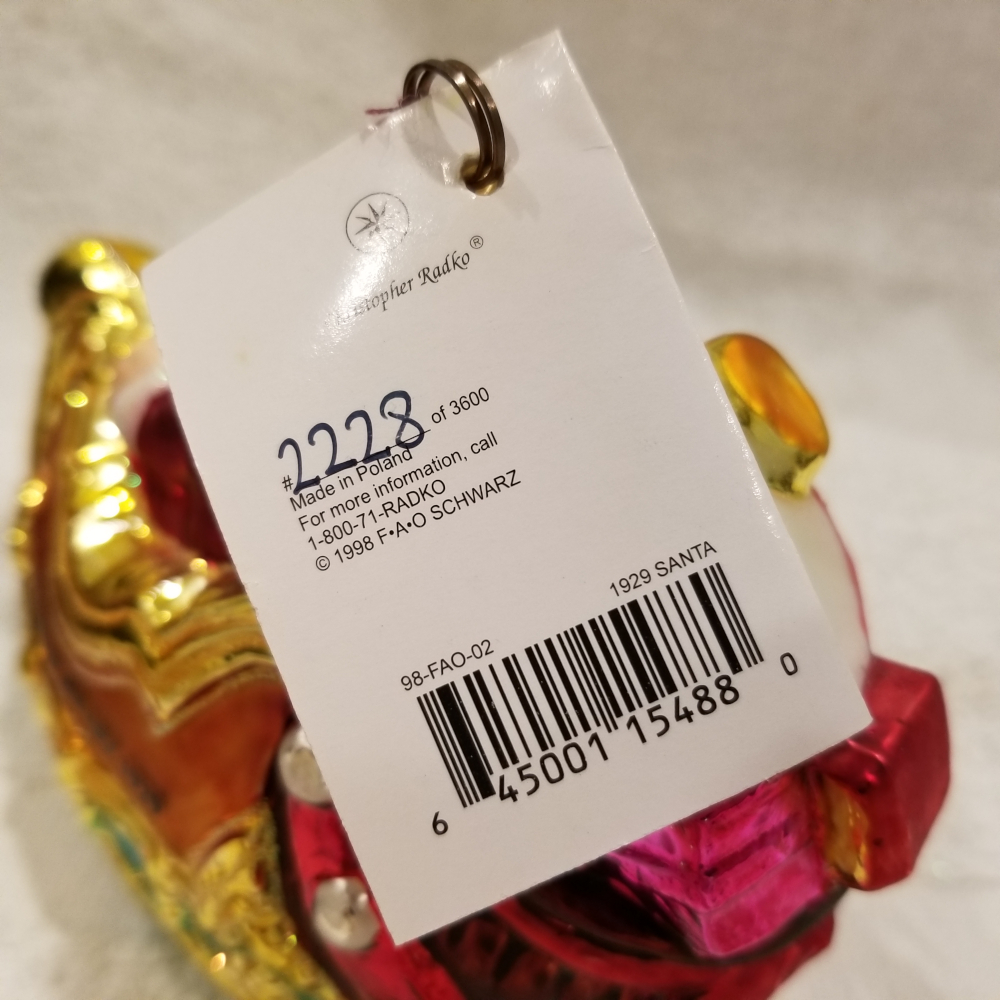 Christopher Radko®
#2228 of 3600
Made in Poland
For more information, call
1-800-71-RADKO
© 1998 F•A•O SCHWARZ
98-FAO-02 1929 SANTA
6 45001 15488 0